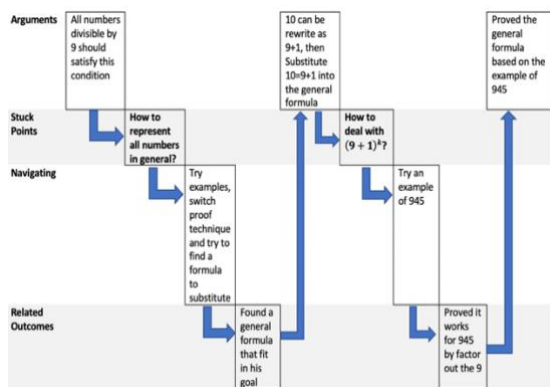 Arguments
All numbers
divisible by
9 should
satisfy this
condition
10 can be
rewrite as
9+1, then
Substitute
10=9+1 into
the general
formula
Proved the
general
formula
based on the
example of
945
Stuck
Points
How to
represent
all numbers
in general?
How to
deal with
(9 + 1)ᵏ?
Navigating
Try
examples,
switch
proof
technique
and try to
find a
formula
to
substitute
Try an
example
of 945
Related
Outcomes
Found a
general
formula
that fit in
his goal
Proved it
works
for 945
by factor
out the 9